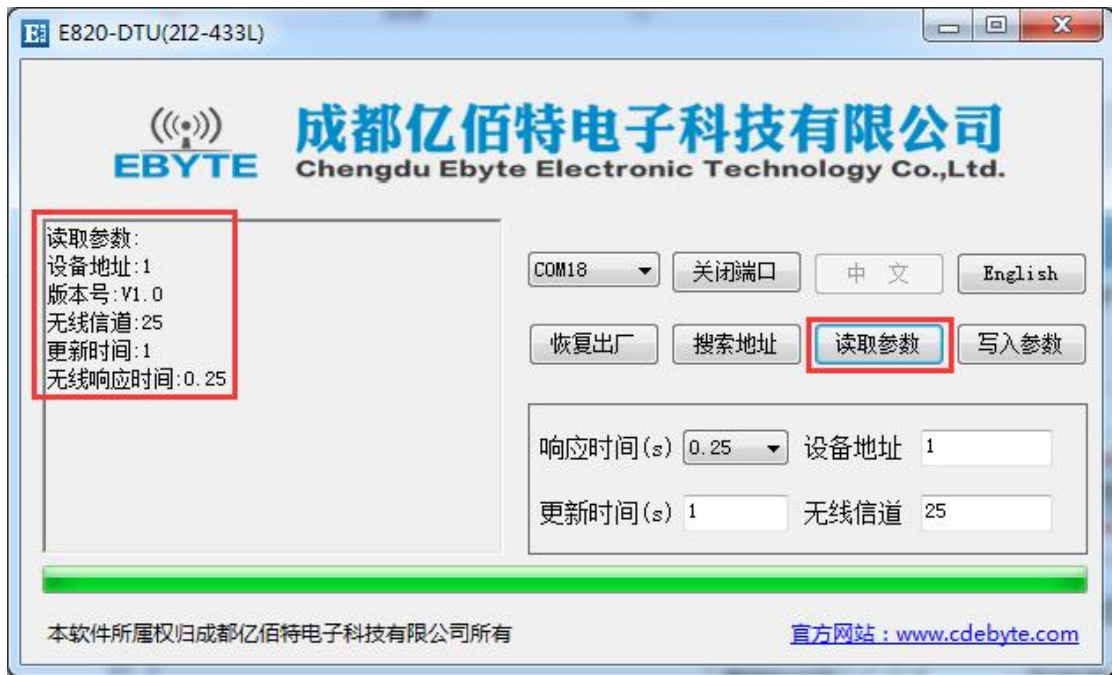 E820-DTU(2I2-433L)
EBYTE
成都亿佰特电子科技有限公司
Chengdu Ebyte Electronic Technology Co.,Ltd.
读取参数:
设备地址:1
版本号:V1.0
无线信道:25
更新时间:1
无线响应时间:0.25
COM18 关闭端口 中 文 English
恢复出厂 搜索地址 读取参数 写入参数
响应时间(s) 0.25 设备地址 1
更新时间(s) 1 无线信道 25
本软件所属权归成都亿佰特电子科技有限公司所有 官方网站：www.cdebyte.com